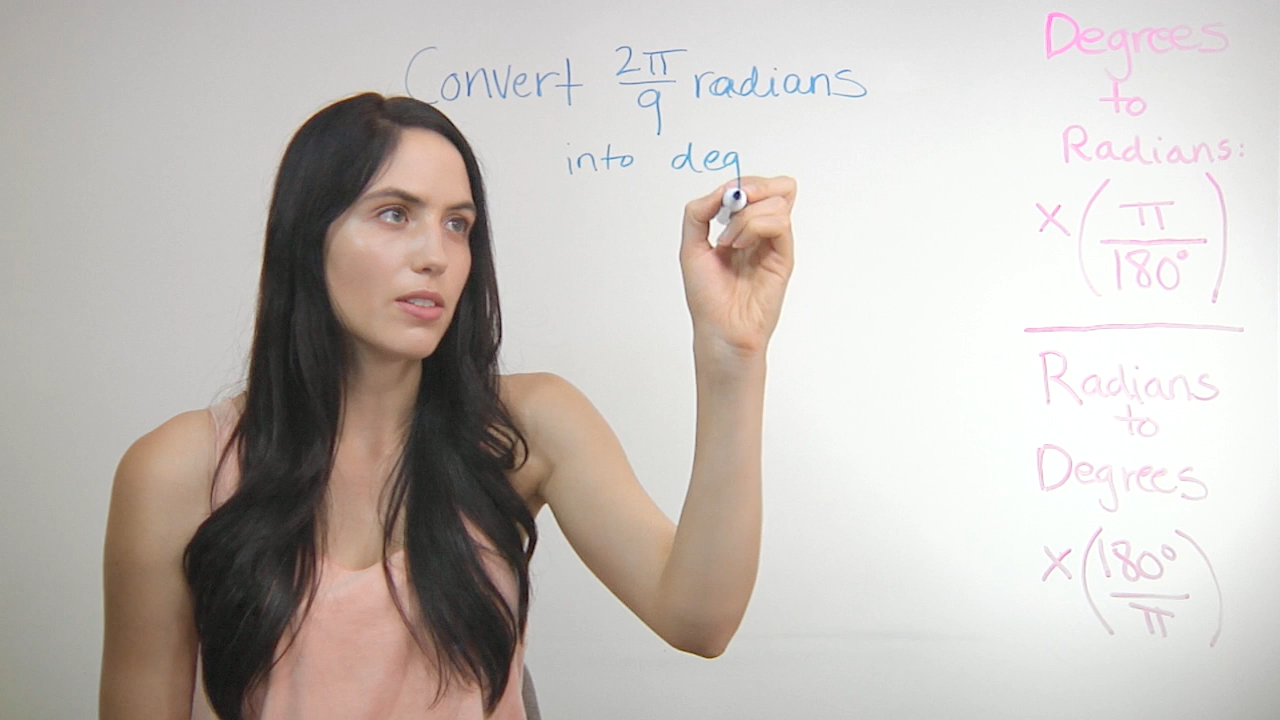 Convert 2π/9 radians
into deg
Degrees
to
Radians:
× (π/180°)
Radians
to
Degrees
× (180°/π)